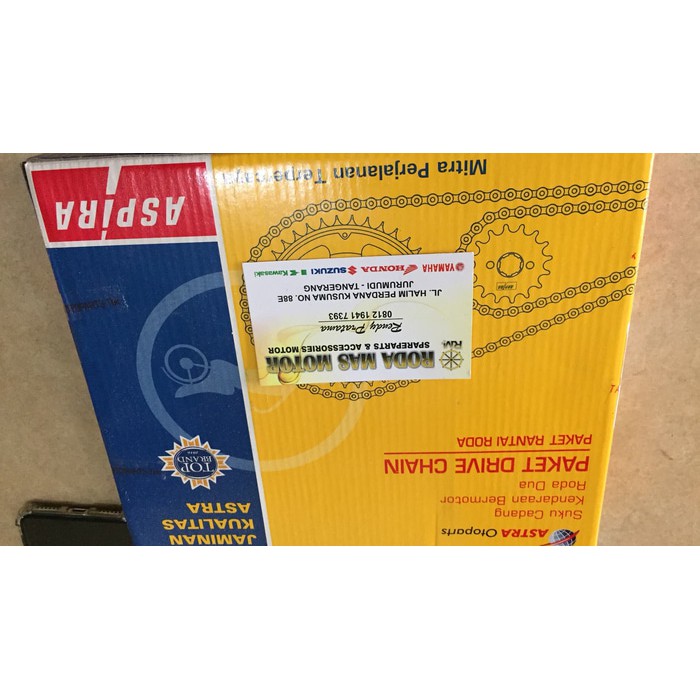 ASTRA Otoparts
Suku Cadang
Kendaraan Bermotor
Roda Dua
PAKET DRIVE CHAIN
PAKET RANTAI RODA
JAMINAN
KUALITAS
ASTRA
TOP
BRAND
RODA MAS MOTOR
SPAREPARTS & ACCESSORIES MOTOR
Rendy Pratama
0812 1941 7393
JL. HALIM PERDANA KUSUMA NO. 88E
JURUMUDI - TANGERANG
YAMAHA HONDA SUZUKI Kawasaki
Mitra Perjalanan
ASPIRA